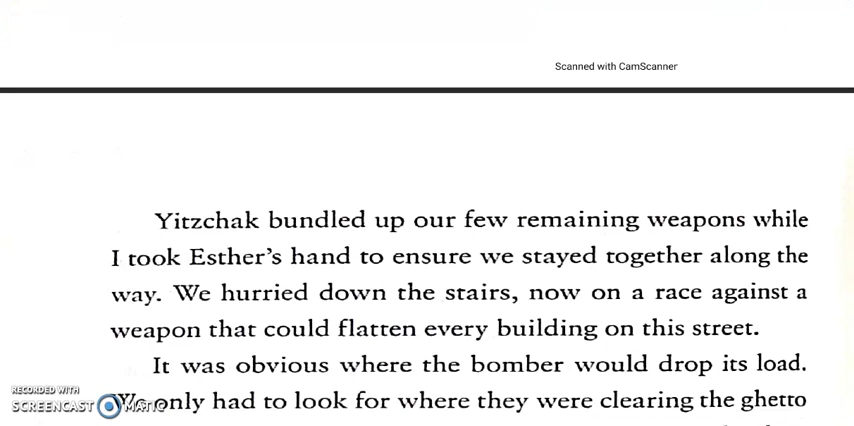 Scanned with CamScanner
Yitzchak bundled up our few remaining weapons while
I took Esther's hand to ensure we stayed together along the
way. We hurried down the stairs, now on a race against a
weapon that could flatten every building on this street.
It was obvious where the bomber would drop its load.
RECORDED WITH
SCREENCAST MATIC
We only had to look for where they were clearing the ghetto